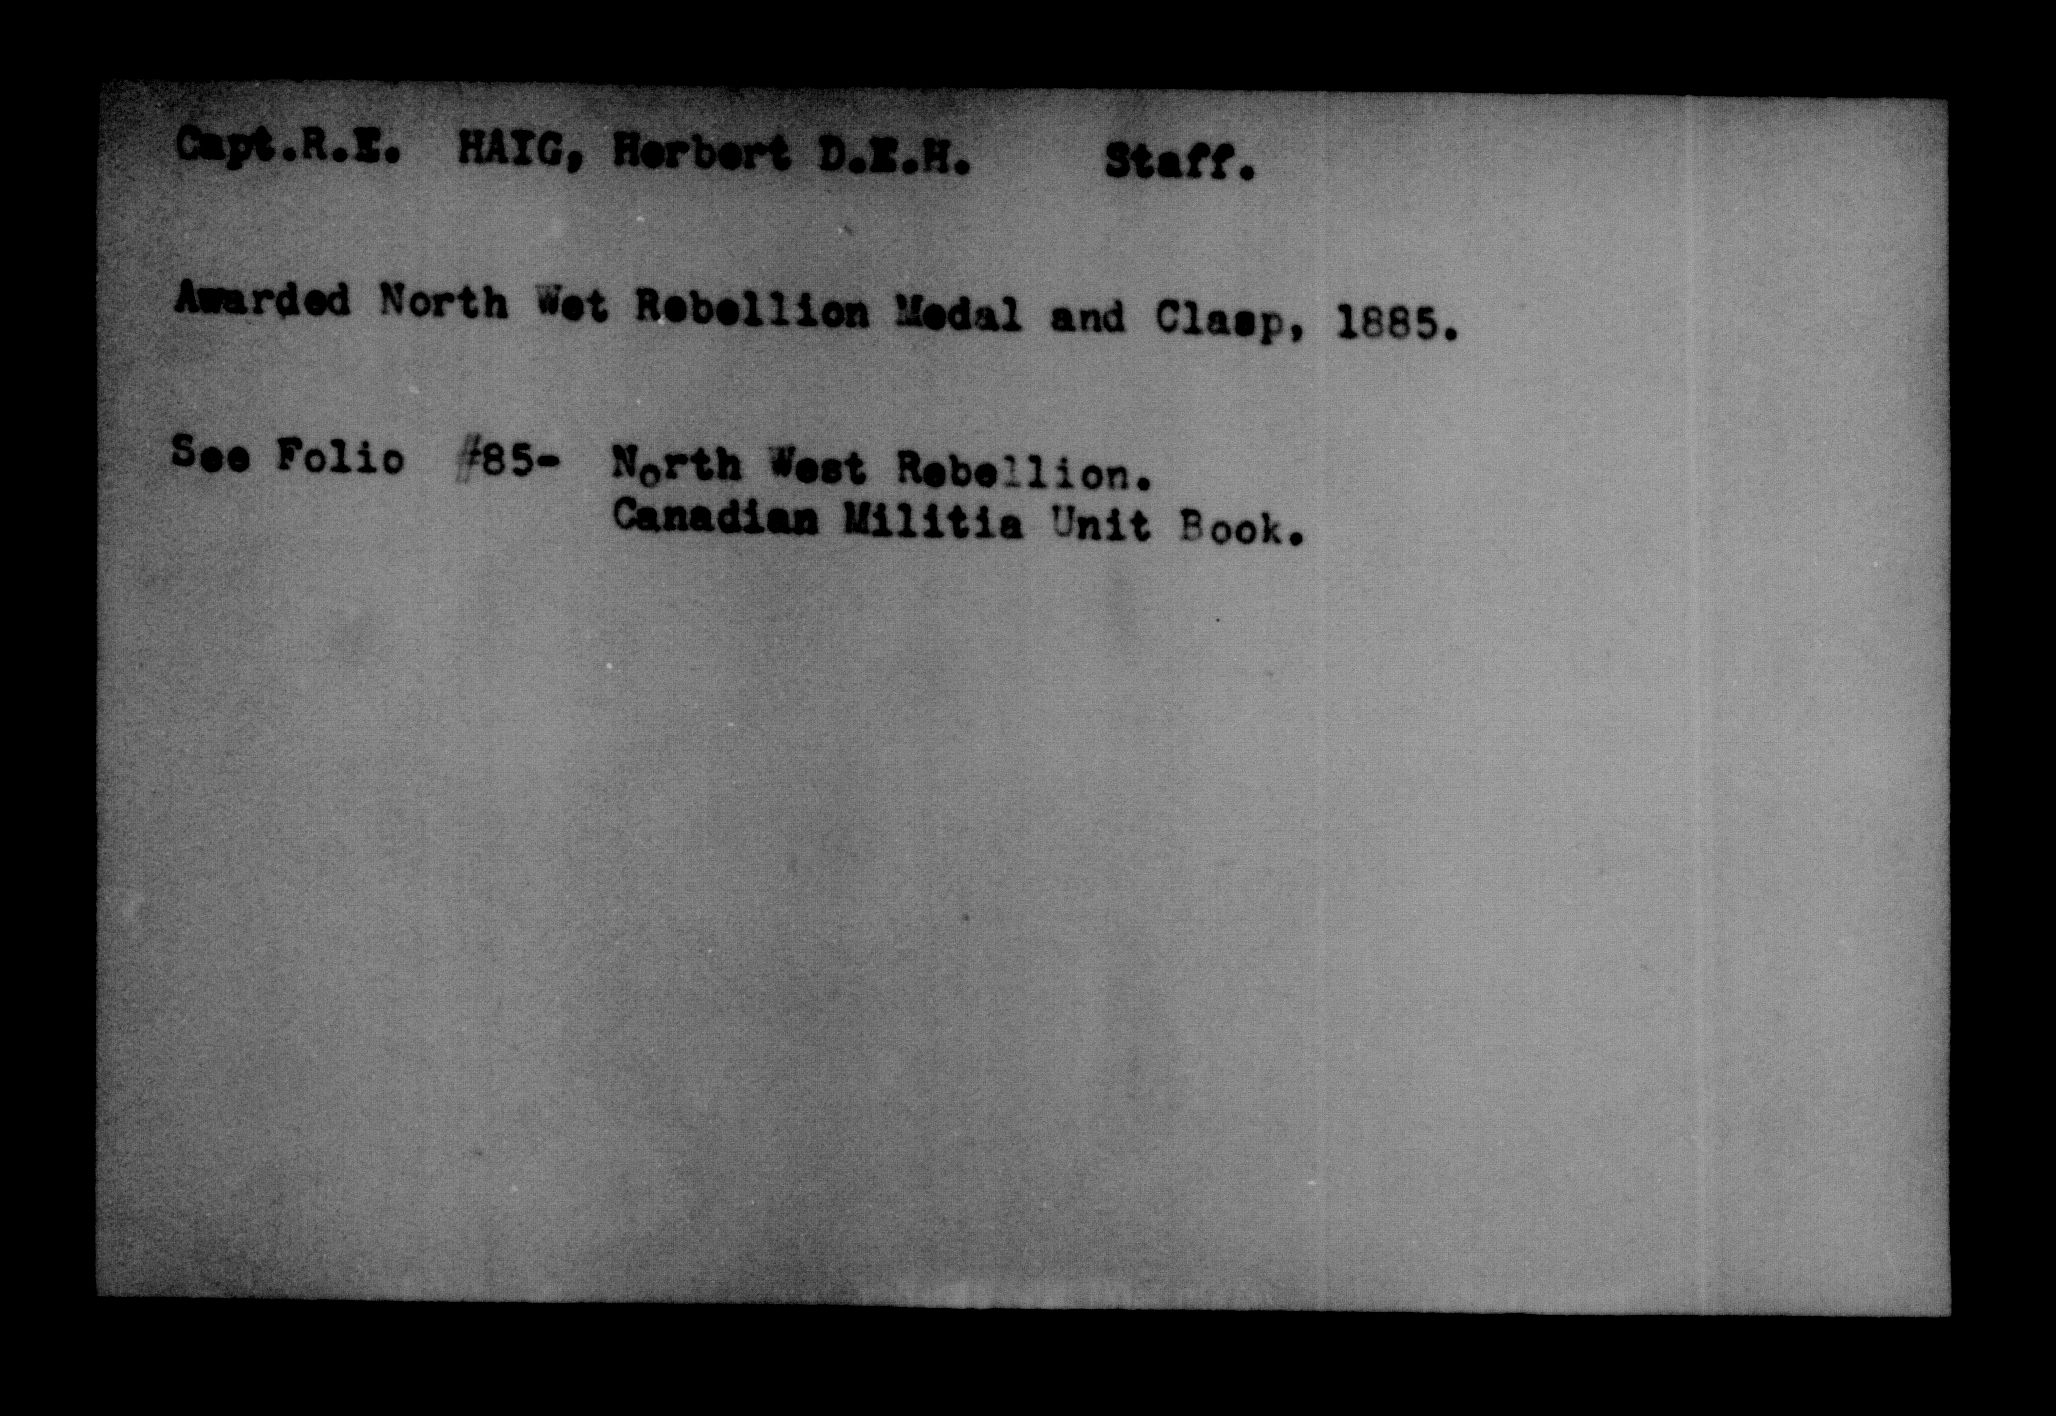 Capt.R.E. HAIG, Herbert D.E.H. Staff.
Awarded North Wet Rebellion Medal and Clasp, 1885.
See Folio #85- North West Rebellion.
Canadian Militia Unit Book.